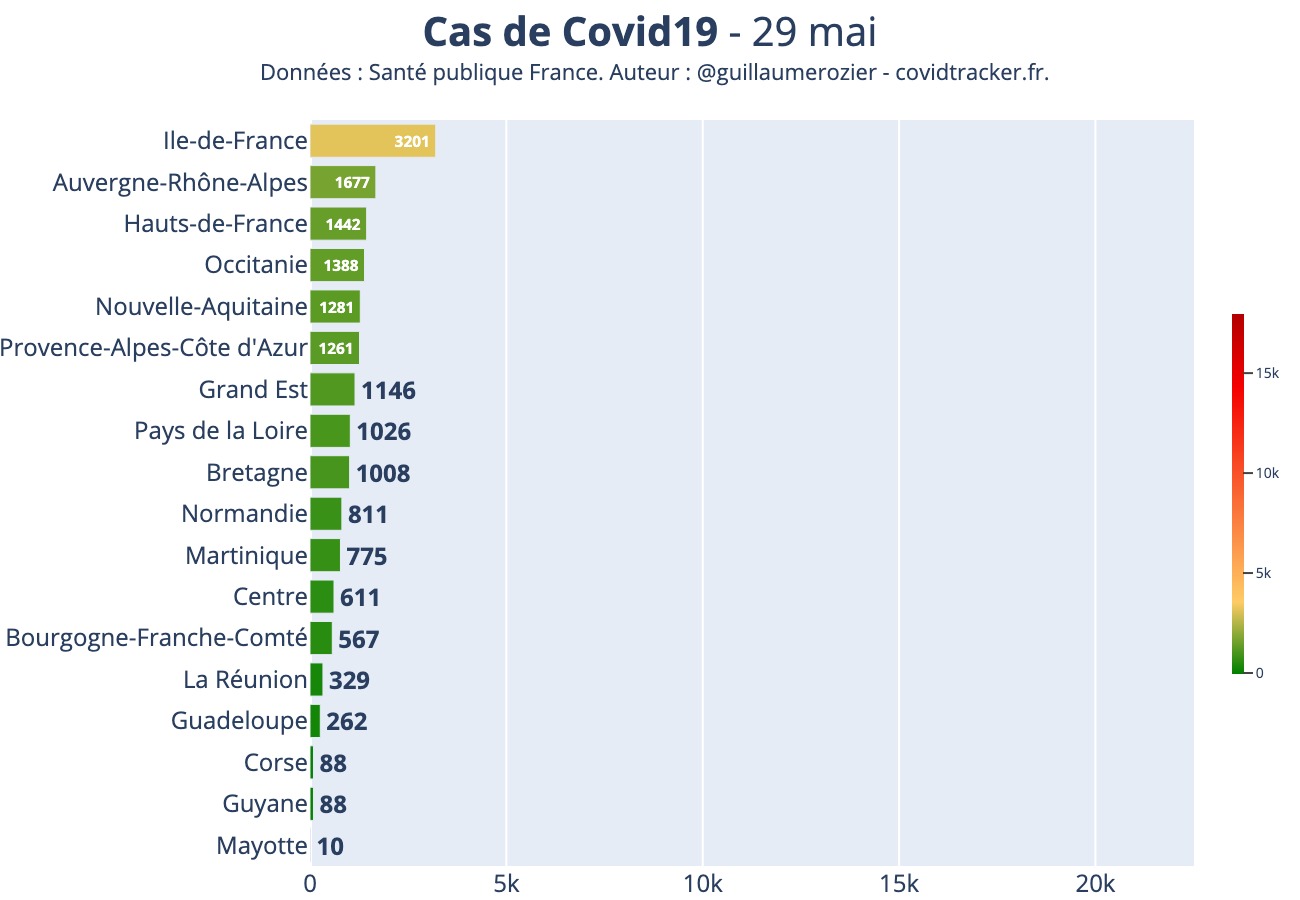 Cas de Covid19 - 29 mai
Données : Santé publique France. Auteur : @guillaumerozier - covidtracker.fr.
Ile-de-France 3201
Auvergne-Rhône-Alpes 1677
Hauts-de-France 1442
Occitanie 1388
Nouvelle-Aquitaine 1281
Provence-Alpes-Côte d'Azur 1261
Grand Est 1146
Pays de la Loire 1026
Bretagne 1008
Normandie 811
Martinique 775
Centre 611
Bourgogne-Franche-Comté 567
La Réunion 329
Guadeloupe 262
Corse 88
Guyane 88
Mayotte 10
0 5k 10k 15k 20k
15k
10k
5k
0